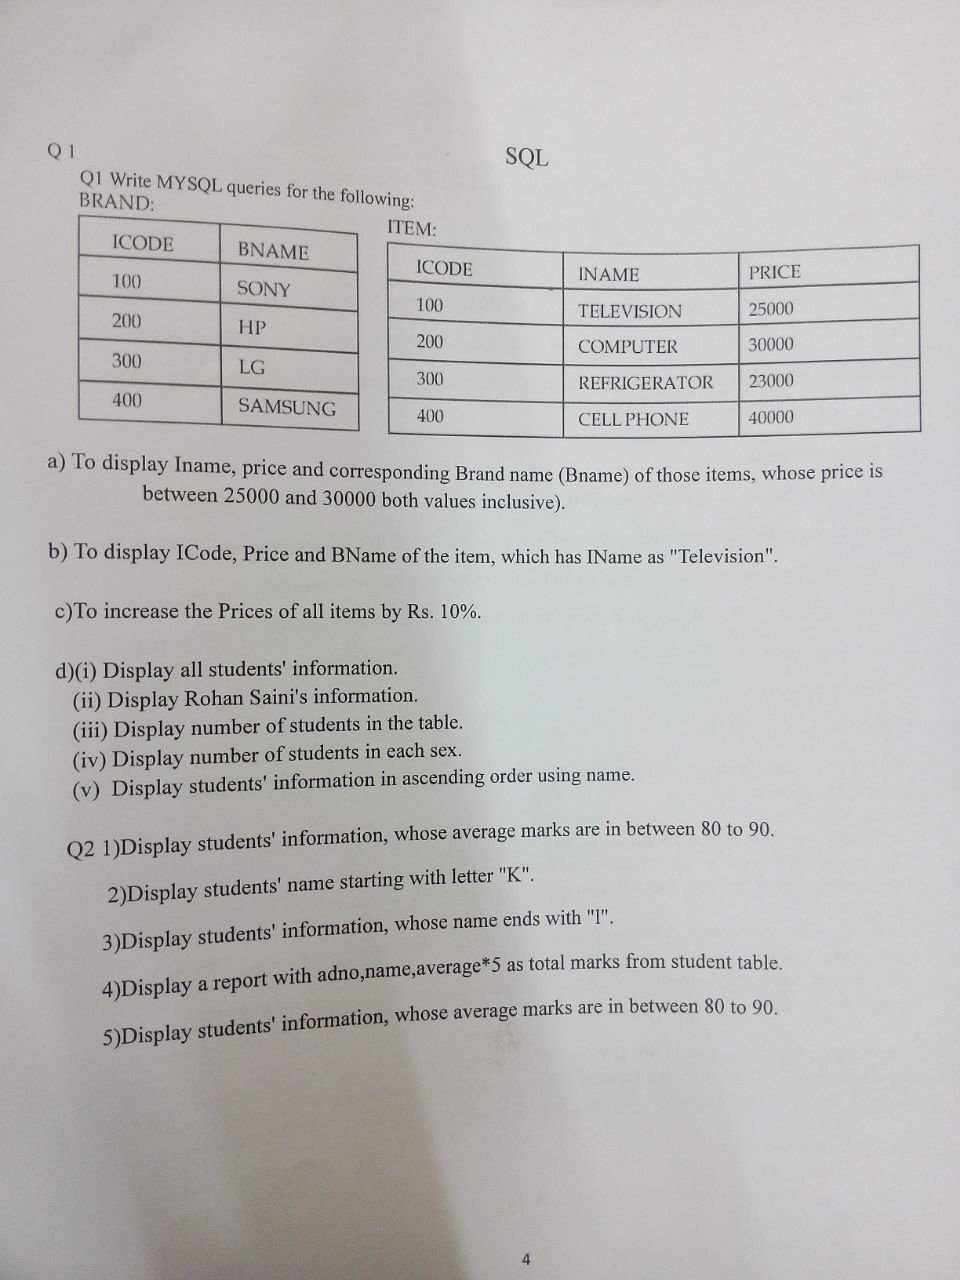 Q 1
SQL
Q1 Write MYSQL queries for the following:
BRAND:
ICODE BNAME
100 SONY
200 HP
300 LG
400 SAMSUNG
ITEM:
ICODE INAME PRICE
100 TELEVISION 25000
200 COMPUTER 30000
300 REFRIGERATOR 23000
400 CELL PHONE 40000
a) To display Iname, price and corresponding Brand name (Bname) of those items, whose price is
between 25000 and 30000 both values inclusive).
b) To display ICode, Price and BName of the item, which has IName as "Television".
c)To increase the Prices of all items by Rs. 10%.
d)(i) Display all students' information.
(ii) Display Rohan Saini's information.
(iii) Display number of students in the table.
(iv) Display number of students in each sex.
(v) Display students' information in ascending order using name.
Q2 1)Display students' information, whose average marks are in between 80 to 90.
2)Display students' name starting with letter "K".
3)Display students' information, whose name ends with "l".
4)Display a report with adno,name,average*5 as total marks from student table.
5)Display students' information, whose average marks are in between 80 to 90.
4